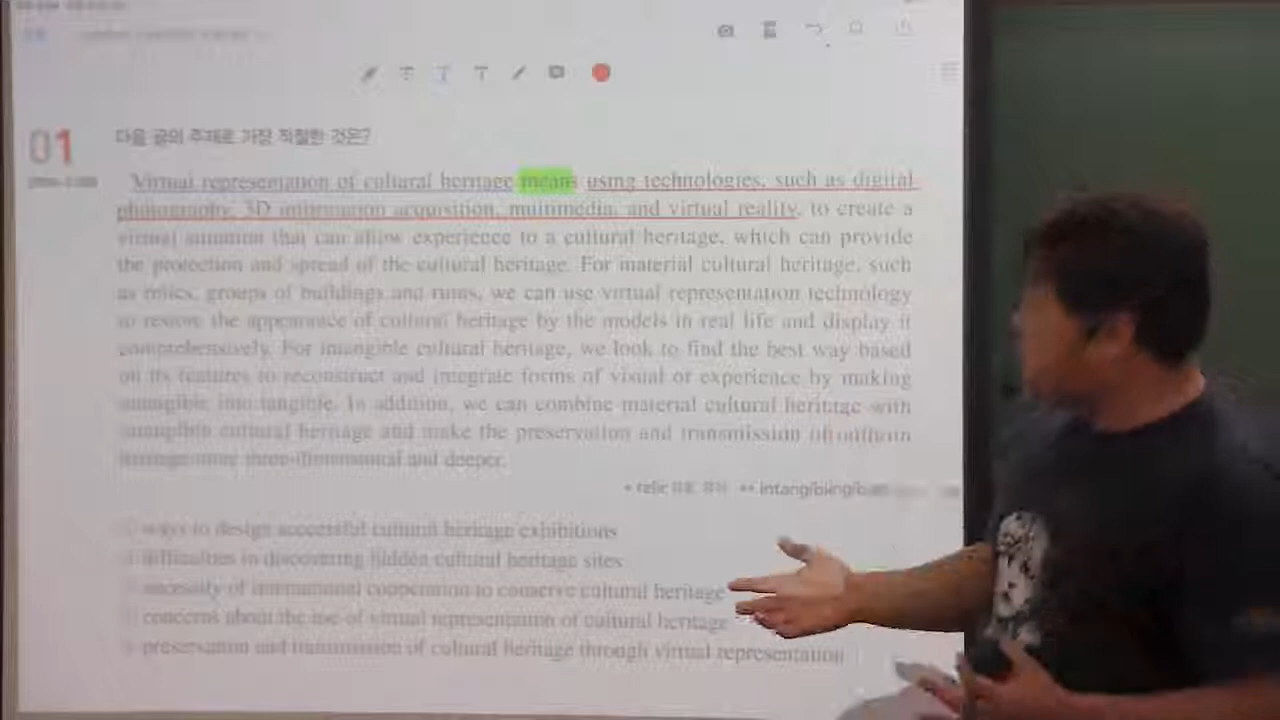 01 다음 글의 주제로 가장 적절한 것은?
Virtual representation of cultural heritage means using technologies, such as digital
photography, 3D information acquisition, multimedia, and virtual reality, to create a
virtual situation that can allow experience to a cultural heritage, which can provide
the protection and spread of the cultural heritage. For material cultural heritage, such
as relics, groups of buildings and ruins, we can use virtual representation technology
to restore the appearance of cultural heritage by the models in real life and display it
comprehensively. For intangible cultural heritage, we look to find the best way based
on its features to reconstruct and integrate forms of visual or experience by making
intangible into tangible. In addition, we can combine material cultural heritage with
intangible cultural heritage and make the preservation and transmission of
heritage more three-dimensional and deeper.
* relic ** intangible
ways to design successful cultural heritage exhibitions
difficulties in discovering hidden cultural heritage sites
necessity of international cooperation to conserve cultural heritage
concerns about the use of virtual representation of cultural heritage
preservation and transmission of cultural heritage through virtual representation